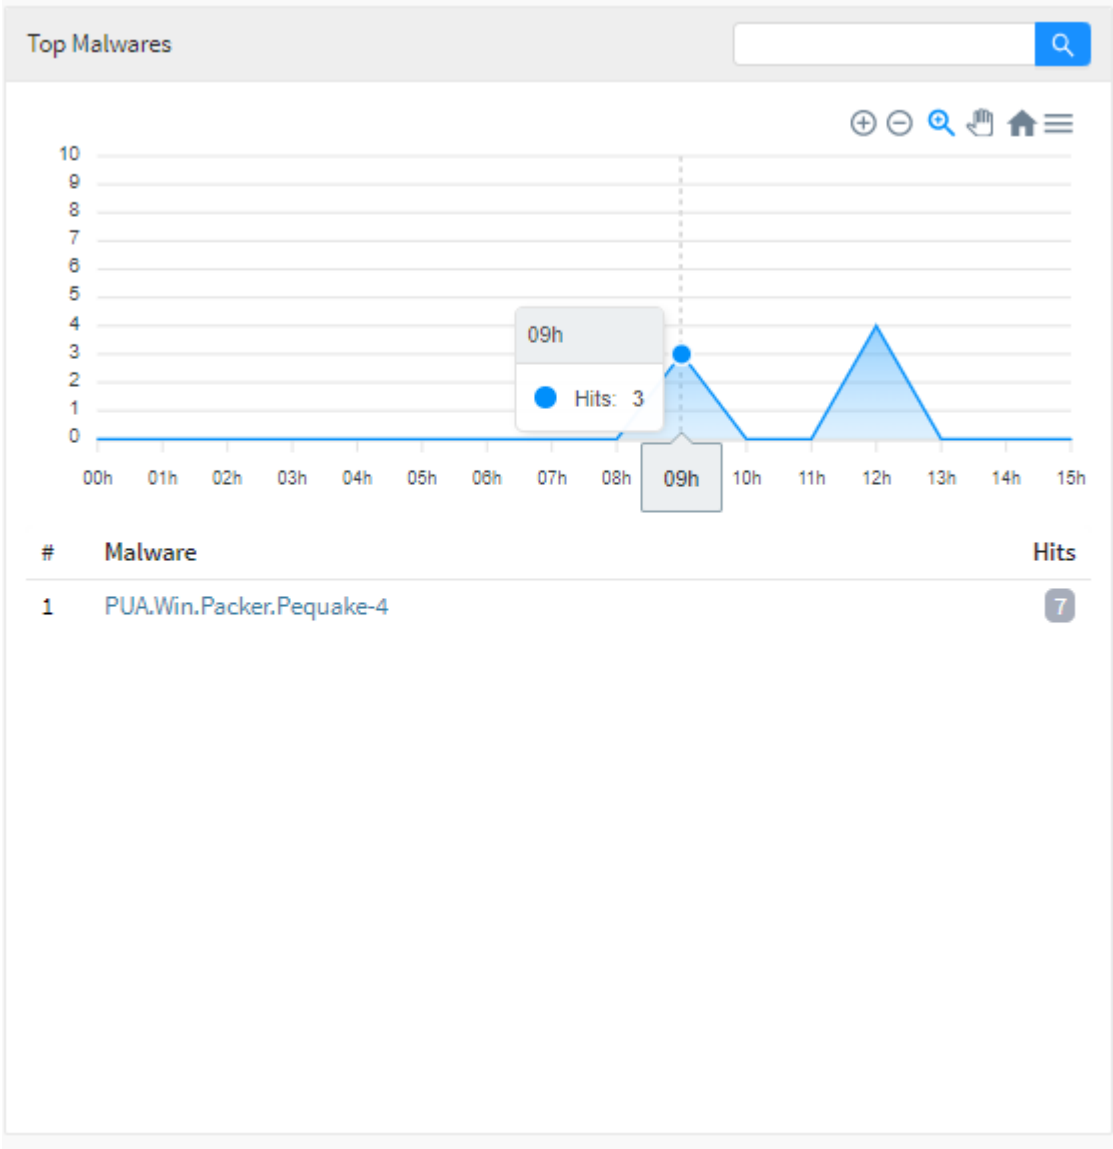 Top Malwares
10
9
8
7
6
5
4
3
2
1
0
09h
Hits: 3
00h 01h 02h 03h 04h 05h 06h 07h 08h 09h 10h 11h 12h 13h 14h 15h
# Malware Hits
1 PUA.Win.Packer.Pequake-4 7